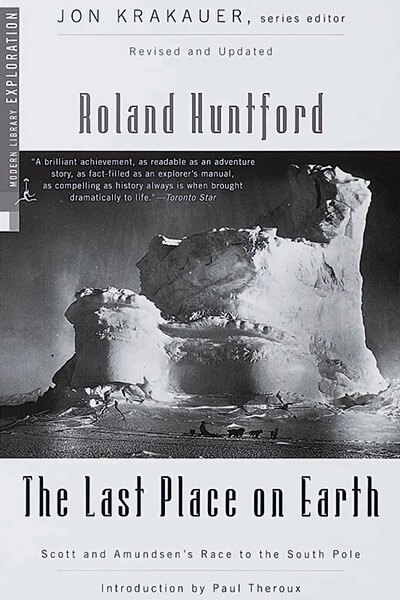 JON KRAKAUER, series editor
Revised and Updated
MODERN LIBRARY EXPLORATION
Roland Huntford
"A brilliant achievement, as readable as an adventure
story, as fact-filled as an explorer's manual,
as compelling as history always is when brought
dramatically to life."—Toronto Star
The Last Place on Earth
Scott and Amundsen's Race to the South Pole
Introduction by Paul Theroux